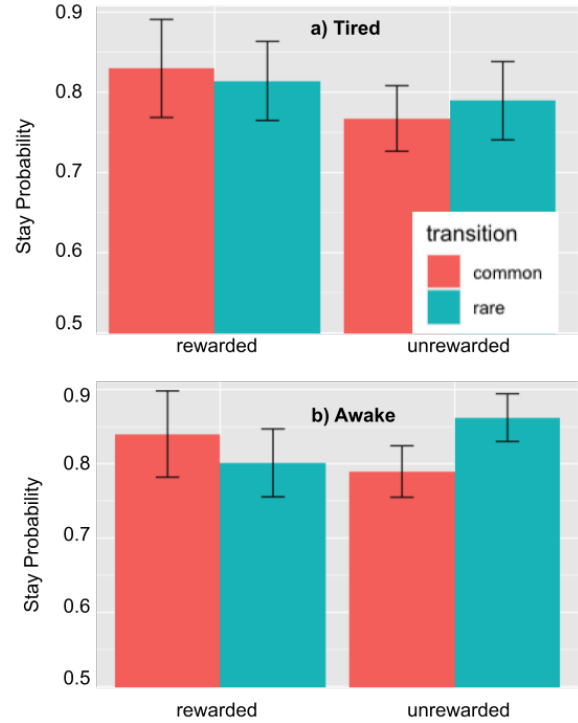 a) Tired
Stay Probability
0.9
0.8
0.7
0.6
0.5
transition
common
rare
rewarded
unrewarded
b) Awake
Stay Probability
0.9
0.8
0.7
0.6
0.5
rewarded
unrewarded